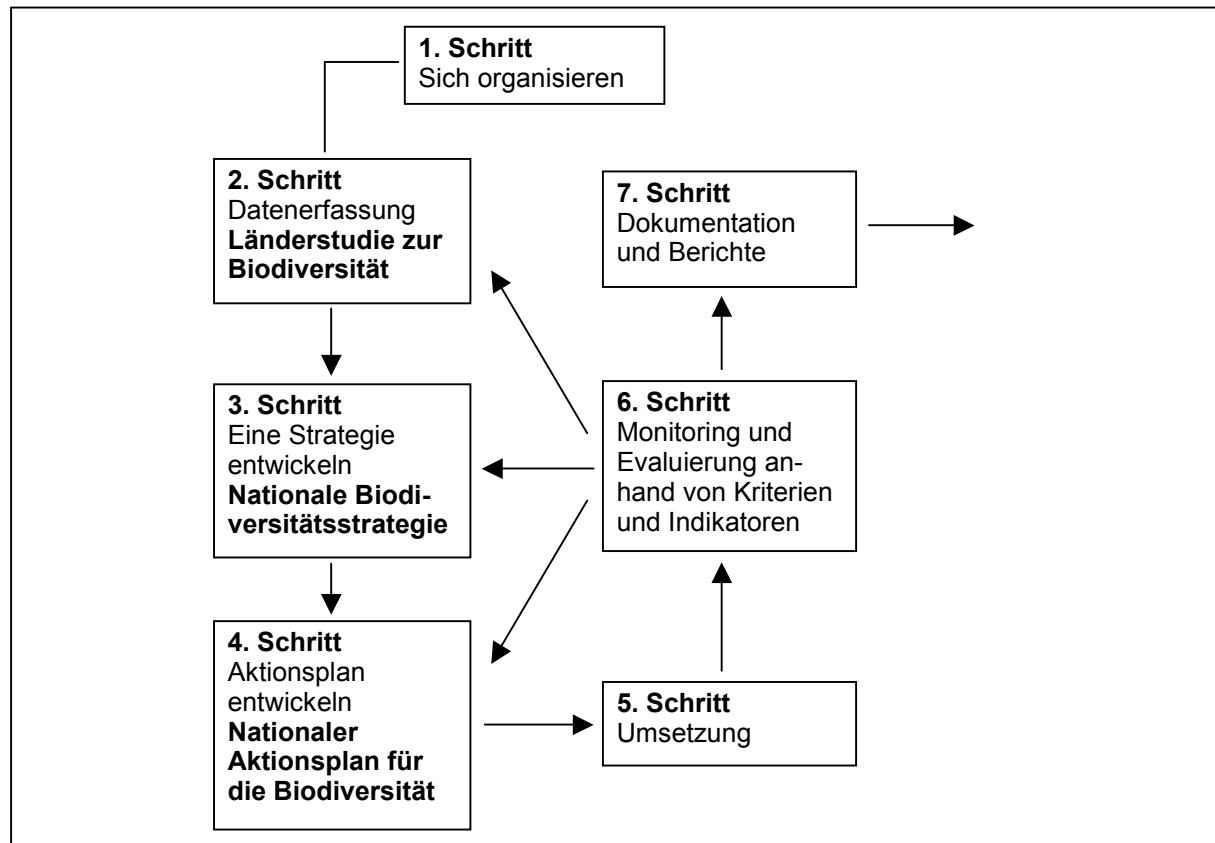 1. Schritt
Sich organisieren
2. Schritt
Datenerfassung
Länderstudie zur
Biodiversität
3. Schritt
Eine Strategie
entwickeln
Nationale Biodi-
versitätsstrategie
4. Schritt
Aktionsplan
entwickeln
Nationaler
Aktionsplan für
die Biodiversität
5. Schritt
Umsetzung
6. Schritt
Monitoring und
Evaluierung an-
hand von Kriterien
und Indikatoren
7. Schritt
Dokumentation
und Berichte